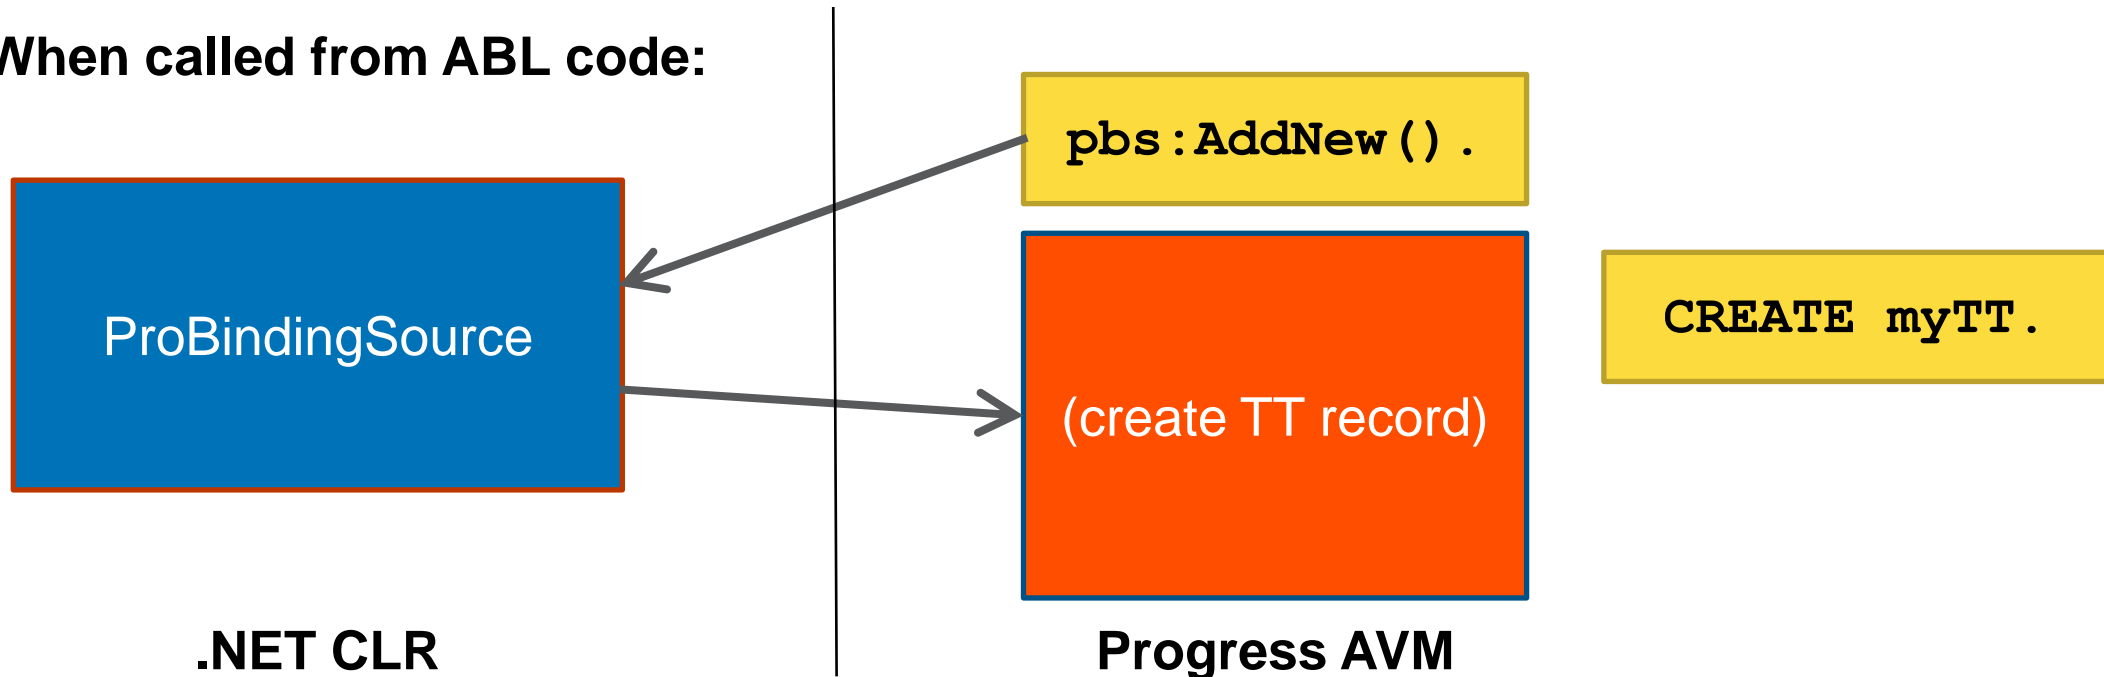 When called from ABL code:
pbs:AddNew().
ProBindingSource
CREATE myTT.
(create TT record)
.NET CLR
Progress AVM